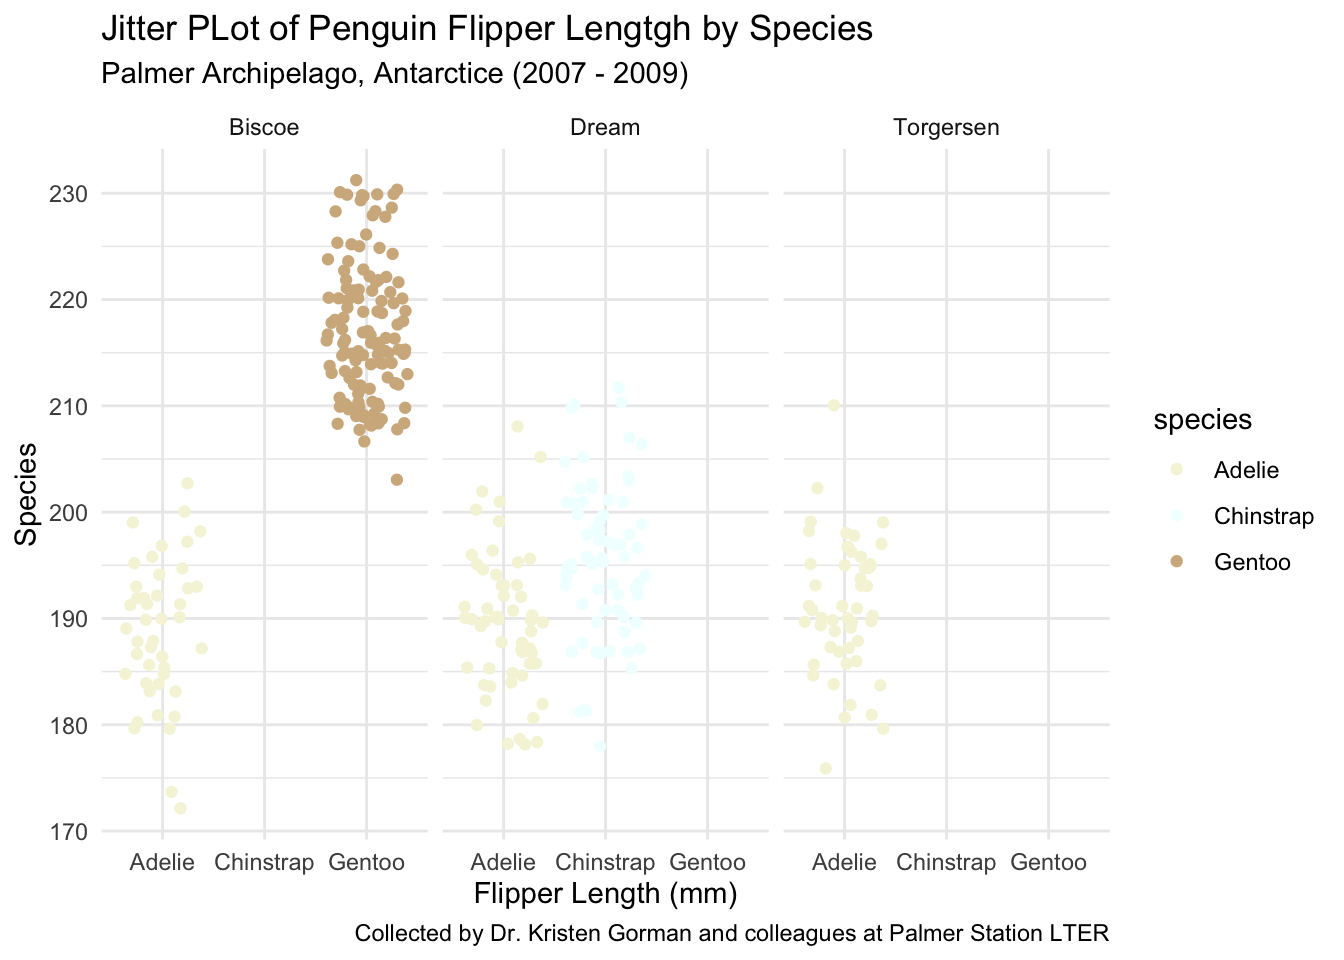 Jitter PLot of Penguin Flipper Lengtgh by Species
Palmer Archipelago, Antarctice (2007 - 2009)
Biscoe Dream Torgersen
230
220
210
200
190
180
170
Species
species
Adelie
Chinstrap
Gentoo
Adelie Chinstrap Gentoo Adelie Chinstrap Gentoo Adelie Chinstrap Gentoo
Flipper Length (mm)
Collected by Dr. Kristen Gorman and colleagues at Palmer Station LTER